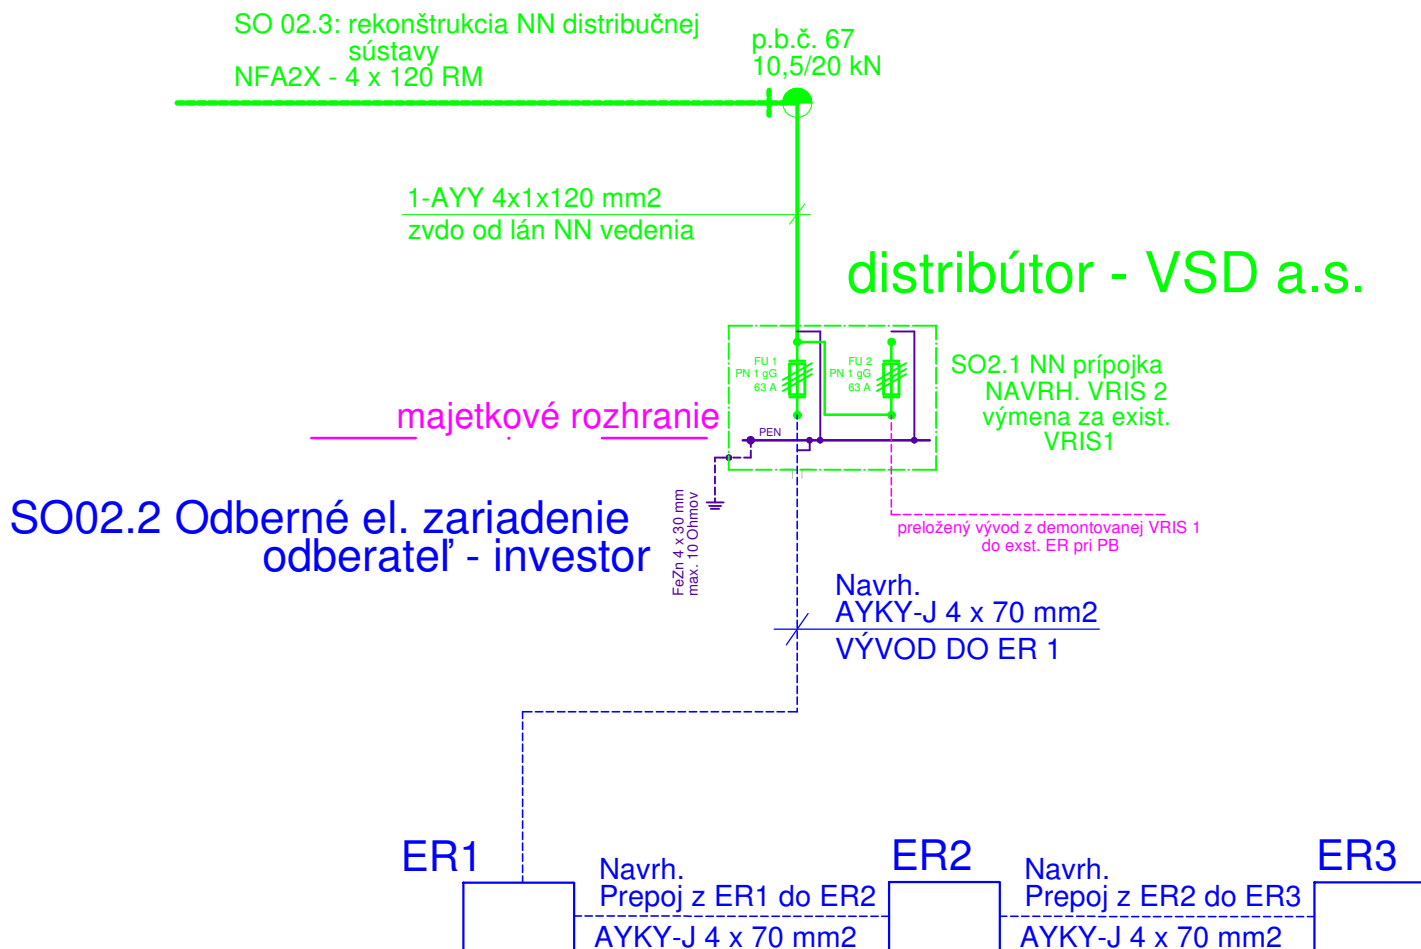 SO 02.3: rekonštrukcia NN distribučnej
sústavy
NFA2X - 4 x 120 RM
p.b.č. 67
10,5/20 kN
1-AYY 4x1x120 mm2
zvdo od lán NN vedenia
distribútor - VSD a.s.
FU 1
PN 1 gG
63 A
FU 2
PN 1 gG
63 A
SO2.1 NN prípojka
NAVRH. VRIS 2
výmena za exist.
VRIS1
majetkové rozhranie
PEN
SO02.2 Odberné el. zariadenie
odberateľ - investor
FeZn 4 x 30 mm
max. 10 Ohmov
preložený vývod z demontovanej VRIS 1
do exst. ER pri PB
Navrh.
AYKY-J 4 x 70 mm2
VÝVOD DO ER 1
ER1
Navrh.
Prepoj z ER1 do ER2
AYKY-J 4 x 70 mm2
ER2
Navrh.
Prepoj z ER2 do ER3
AYKY-J 4 x 70 mm2
ER3